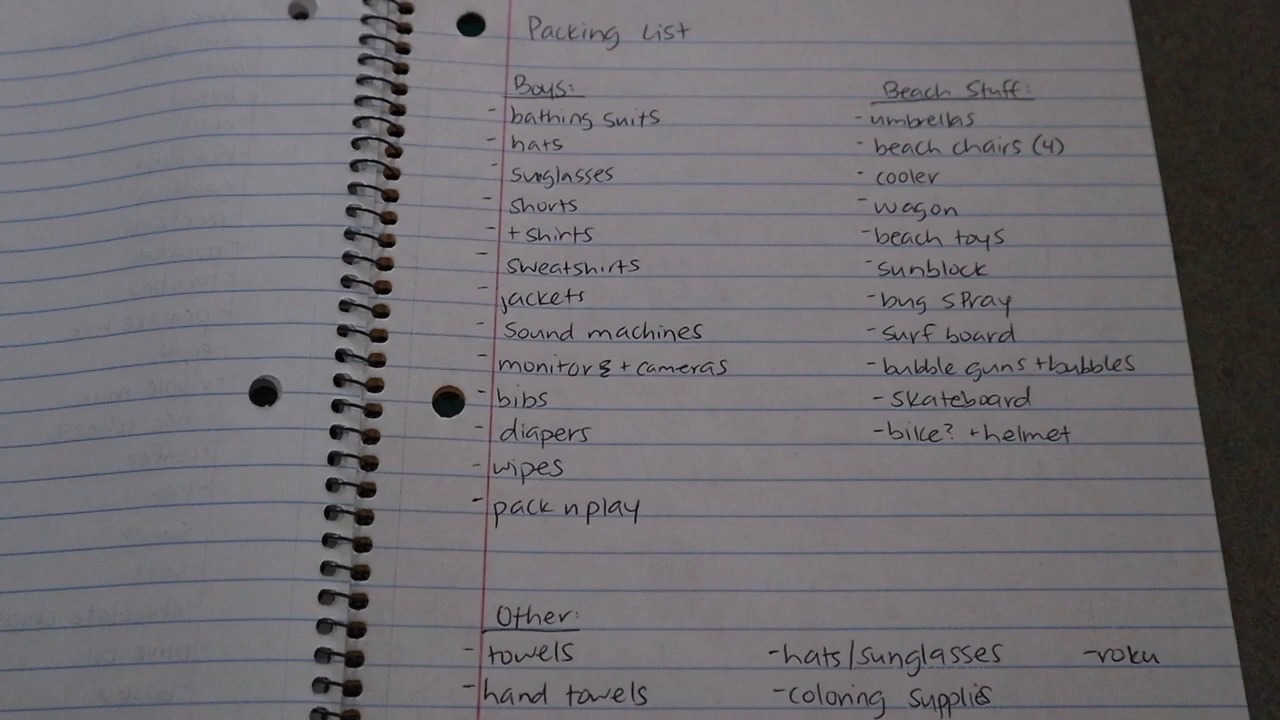 Packing List
Boys:
- bathing suits
- hats
- sunglasses
- shorts
- t shirts
- sweatshirts
- jackets
- sound machines
- monitors + cameras
- bibs
- diapers
- wipes
- pack n play
Beach Stuff:
- umbrellas
- beach chairs (4)
- cooler
- wagon
- beach toys
- sunblock
- bug spray
- surf board
- bubble guns + bubbles
- skateboard
- bike? + helmet
Other:
- towels
- hand towels
- hats/sunglasses
- coloring supplies
- roku